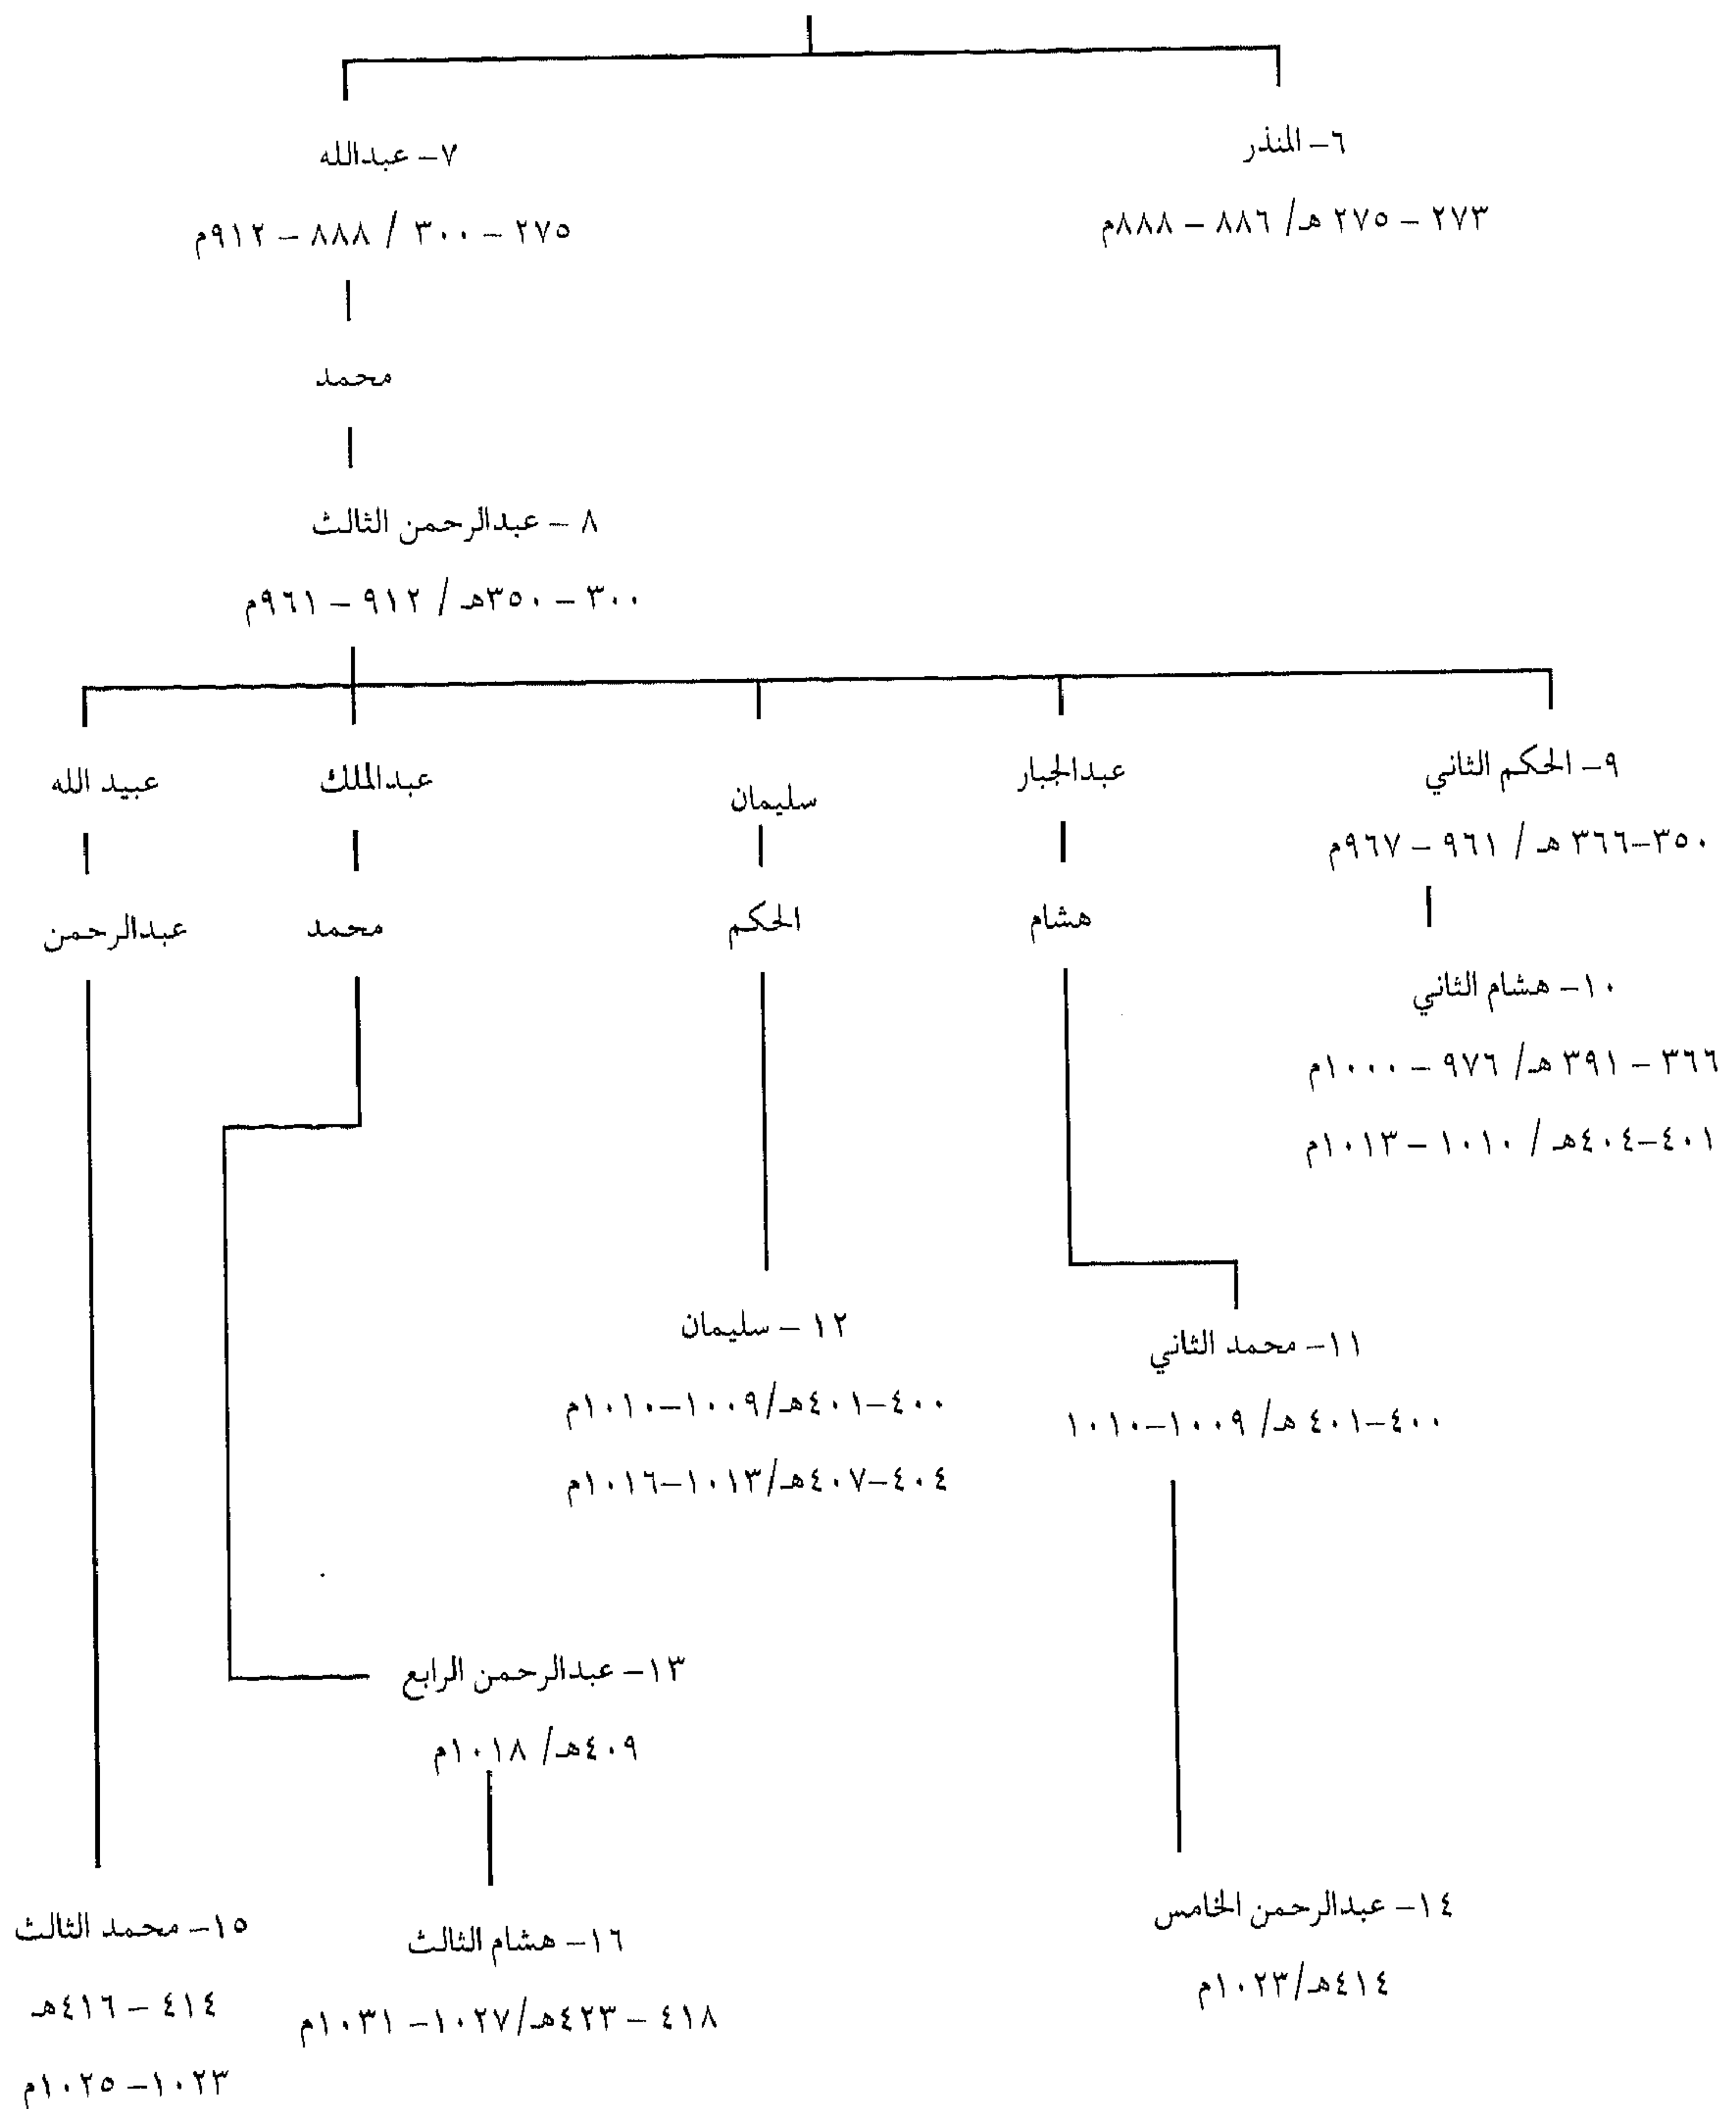 ٦- المنذر
٢٧٣ - ٢٧٥ هـ/ ٨٨٦ - ٨٨٨م
٧- عبدالله
٢٧٥ - ٣٠٠ / ٨٨٨ - ٩١٢م
محمد
٨ - عبدالرحمن الثالث
٣٠٠ - ٣٥٠هـ/ ٩١٢ - ٩٦١م
٩- الحكم الثاني
٣٥٠-٣٦٦ هـ/ ٩٦١ - ٩٦٧م
١٠- هشام الثاني
٣٦٦ - ٣٩١ هـ/ ٩٧٦ - ١٠٠٠م
٤٠١-٤٠٤هـ/ ١٠١٠ - ١٠١٣م
عبدالجبار
هشام
١١- محمد الثاني
٤٠٠-٤٠١ هـ/ ١٠٠٩-١٠١٠
١٤- عبدالرحمن الخامس
٤١٤هـ/١٠٢٣م
سليمان
الحكم
١٢ - سليمان
٤٠٠-٤٠١هـ/١٠٠٩-١٠١٠م
٤٠٤-٤٠٧هـ/١٠١٣-١٠١٦م
عبدالملك
محمد
١٣- عبدالرحمن الرابع
٤٠٩هـ/ ١٠١٨م
١٦- هشام الثالث
٤١٨ - ٤٢٣هـ/١٠٢٧- ١٠٣١م
عبيد الله
عبدالرحمن
١٥- محمد الثالث
٤١٤ - ٤١٦هـ
١٠٢٣- ١٠٢٥م